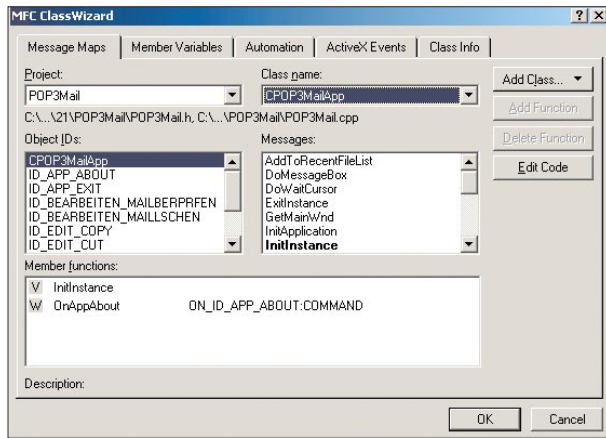 MFC ClassWizard
Message Maps
Member Variables
Automation
ActiveX Events
Class Info
Project:
POP3Mail
Class name:
CPOP3MailApp
Add Class...
Add Function
Delete Function
Edit Code
C:\...\21\POP3Mail\POP3Mail.h, C:\...\POP3Mail\POP3Mail.cpp
Object IDs:
CPOP3MailApp
ID_APP_ABOUT
ID_APP_EXIT
ID_BEARBEITEN_MAILBERPRFEN
ID_BEARBEITEN_MAILLSCHEN
ID_EDIT_COPY
ID_EDIT_CUT
Messages:
AddToRecentFileList
DoMessageBox
DoWaitCursor
ExitInstance
GetMainWnd
InitApplication
InitInstance
Member functions:
V InitInstance
W OnAppAbout ON_ID_APP_ABOUT:COMMAND
Description:
OK
Cancel